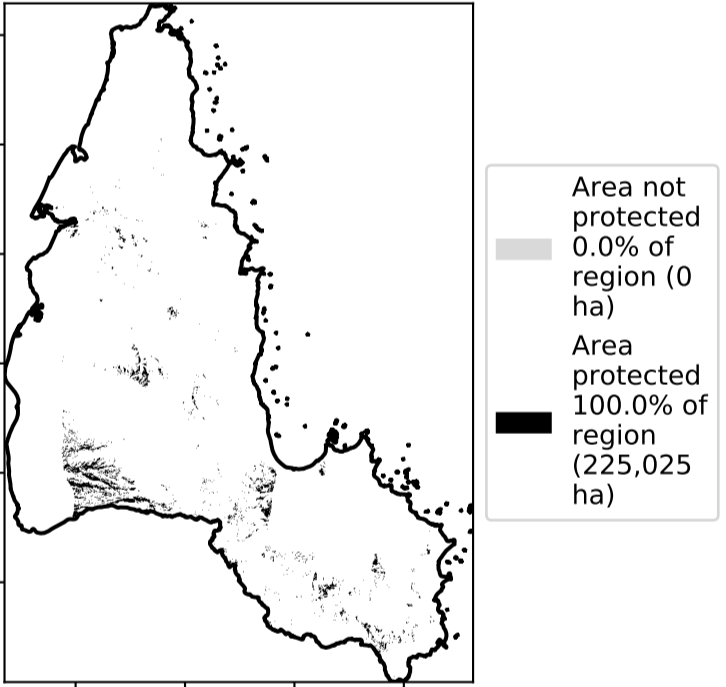 Area not
protected
0.0% of
region (0
ha)
Area
protected
100.0% of
region
(225,025
ha)